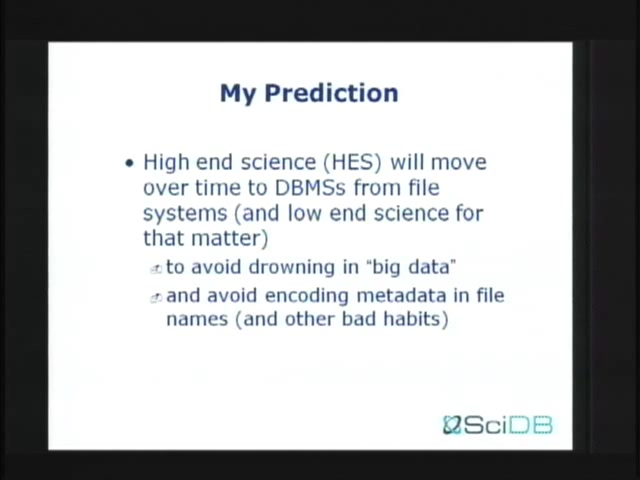 My Prediction
• High end science (HES) will move
over time to DBMSs from file
systems (and low end science for
that matter)
to avoid drowning in “big data”
and avoid encoding metadata in file
names (and other bad habits)
SciDB